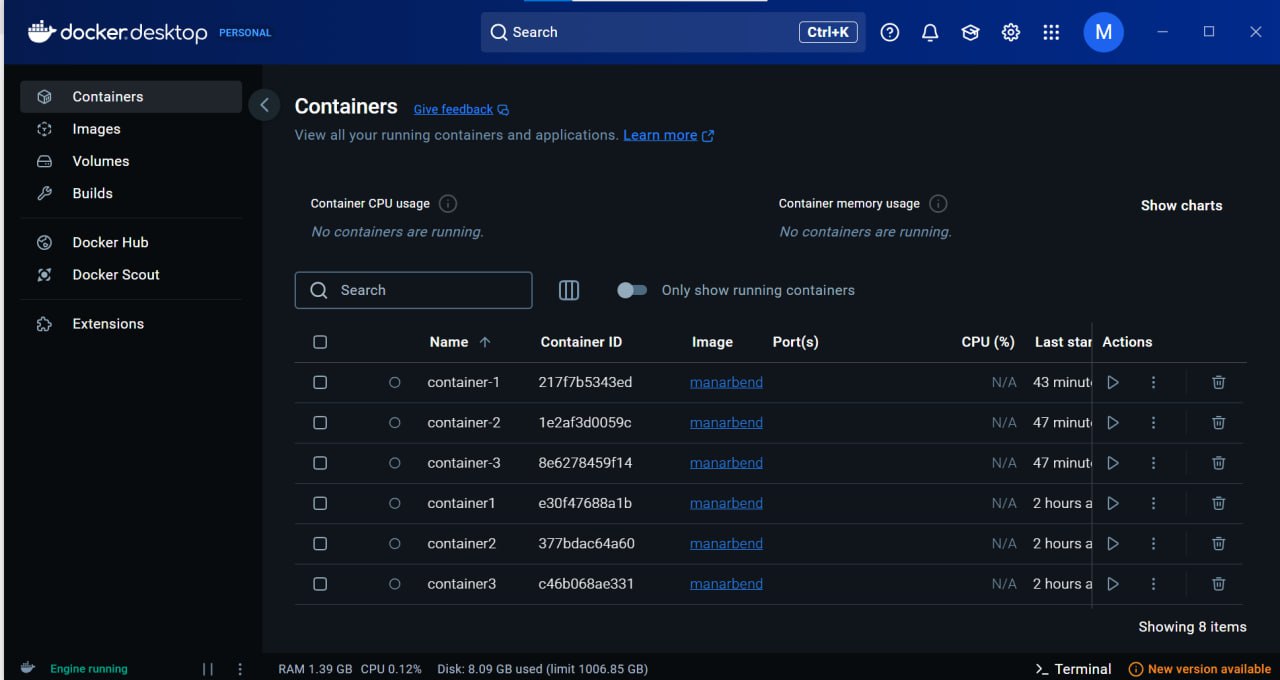 docker.desktop PERSONAL Search Ctrl+K M
Containers
Images
Volumes
Builds
Docker Hub
Docker Scout
Extensions
Containers Give feedback
View all your running containers and applications. Learn more
Container CPU usage Container memory usage Show charts
No containers are running. No containers are running.
Search Only show running containers
Name Container ID Image Port(s) CPU (%) Last star Actions
container-1 217f7b5343ed manarbend N/A 43 minut
container-2 1e2af3d0059c manarbend N/A 47 minut
container-3 8e6278459f14 manarbend N/A 47 minut
container1 e30f47688a1b manarbend N/A 2 hours a
container2 377bdac64a60 manarbend N/A 2 hours a
container3 c46b068ae331 manarbend N/A 2 hours a
Showing 8 items
Engine running RAM 1.39 GB CPU 0.12% Disk: 8.09 GB used (limit 1006.85 GB) >_ Terminal New version available